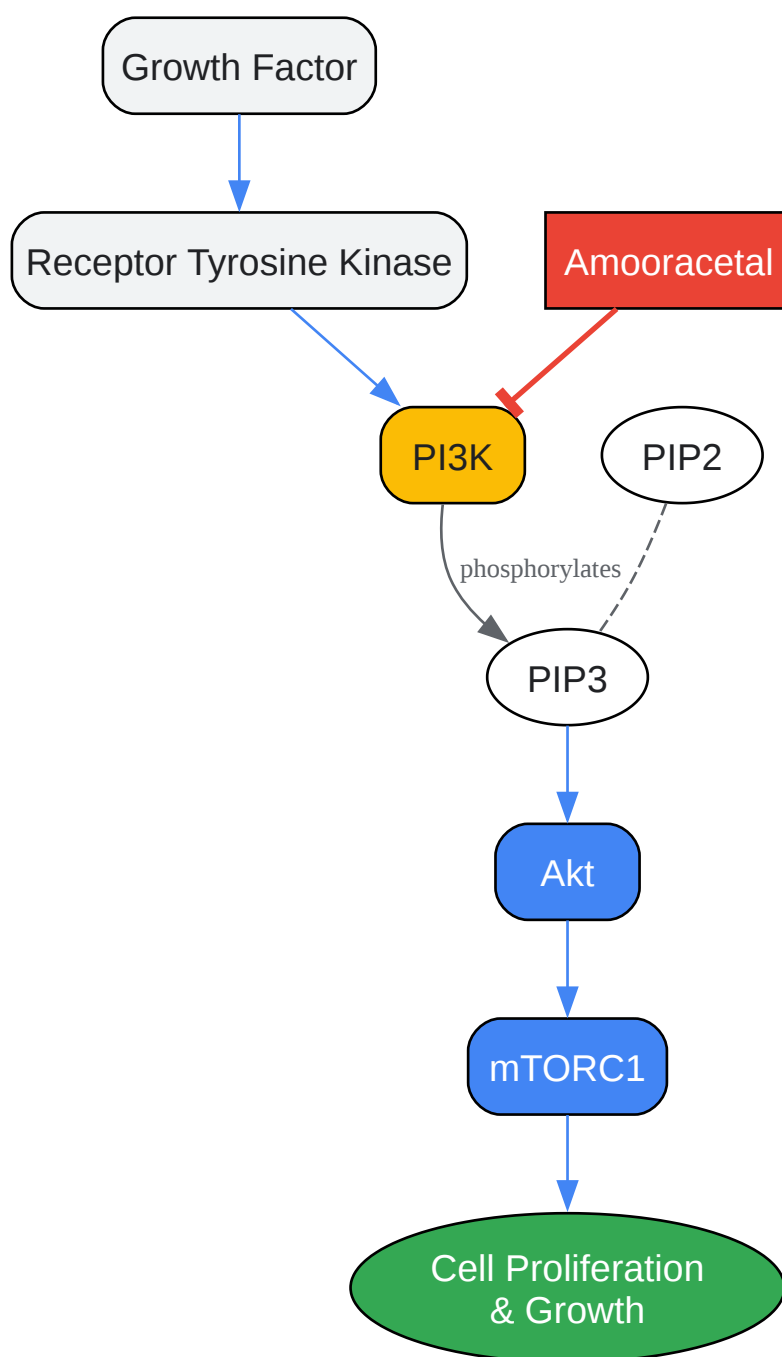 Growth Factor
Receptor Tyrosine Kinase
Amooracetal
PI3K
PIP2
phosphorylates
PIP3
Akt
mTORC1
Cell Proliferation
& Growth